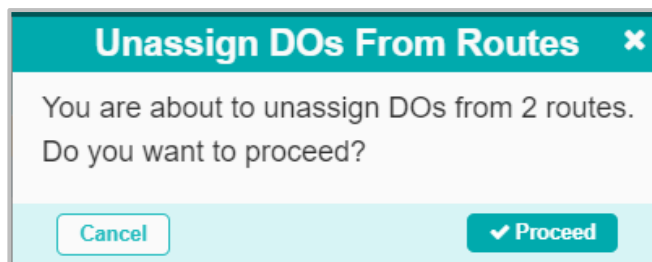 Unassign DOs From Routes
You are about to unassign DOs from 2 routes.
Do you want to proceed?
Cancel
Proceed